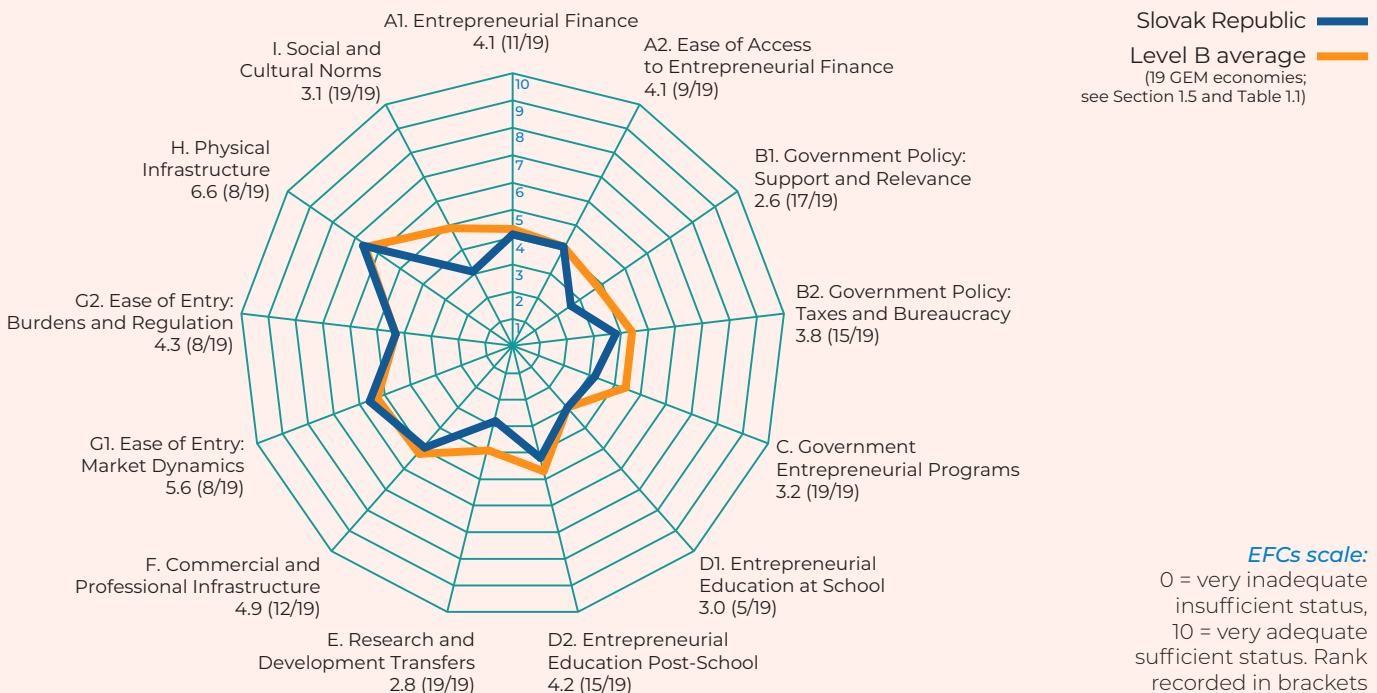 A1. Entrepreneurial Finance
4.1 (11/19)
A2. Ease of Access
to Entrepreneurial Finance
4.1 (9/19)
B1. Government Policy:
Support and Relevance
2.6 (17/19)
B2. Government Policy:
Taxes and Bureaucracy
3.8 (15/19)
C. Government
Entrepreneurial Programs
3.2 (19/19)
D1. Entrepreneurial
Education at School
3.0 (5/19)
D2. Entrepreneurial
Education Post-School
4.2 (15/19)
E. Research and
Development Transfers
2.8 (19/19)
F. Commercial and
Professional Infrastructure
4.9 (12/19)
G1. Ease of Entry:
Market Dynamics
5.6 (8/19)
G2. Ease of Entry:
Burdens and Regulation
4.3 (8/19)
H. Physical
Infrastructure
6.6 (8/19)
I. Social and
Cultural Norms
3.1 (19/19)
10
9
8
7
6
5
4
3
2
1
Slovak Republic
Level B average
(19 GEM economies;
see Section 1.5 and Table 1.1)
EFCs scale:
0 = very inadequate
insufficient status,
10 = very adequate
sufficient status. Rank
recorded in brackets